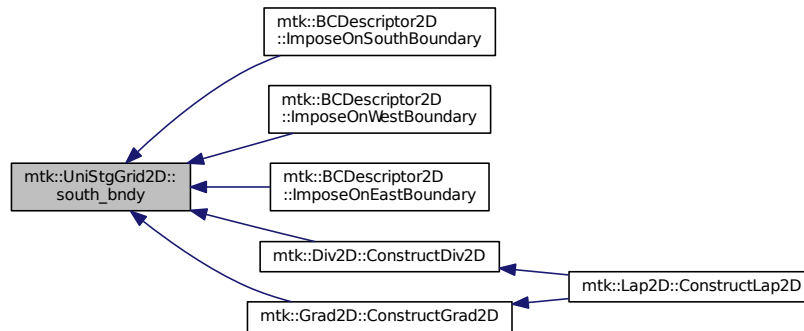 mtk::BCDescriptor2D
::ImposeOnSouthBoundary
mtk::BCDescriptor2D
::ImposeOnWestBoundary
mtk::UniStgGrid2D::
south_bndy
mtk::BCDescriptor2D
::ImposeOnEastBoundary
mtk::Div2D::ConstructDiv2D
mtk::Lap2D::ConstructLap2D
mtk::Grad2D::ConstructGrad2D